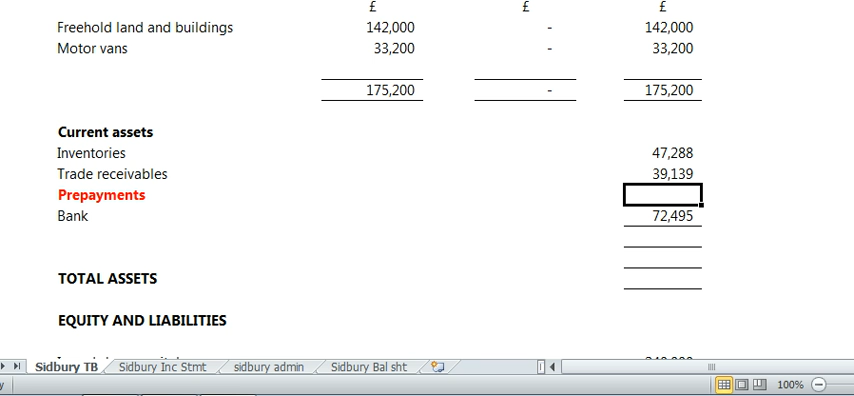 £ £ £
Freehold land and buildings 142,000 - 142,000
Motor vans 33,200 - 33,200
175,200 - 175,200
Current assets
Inventories 47,288
Trade receivables 39,139
Prepayments
Bank 72,495
TOTAL ASSETS
EQUITY AND LIABILITIES
Sidbury TB Sidbury Inc Stmt sidbury admin Sidbury Bal sht
y 100%